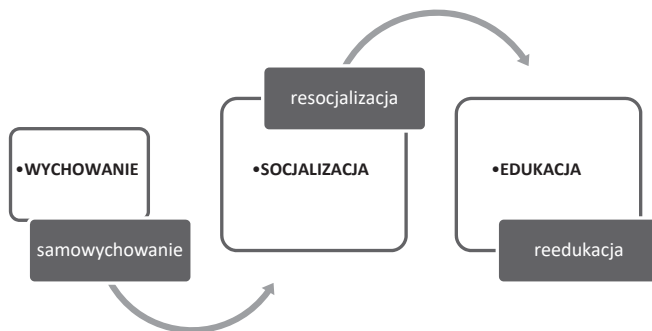 •WYCHOWANIE
samowychowanie
resocjalizacja
•SOCJALIZACJA
•EDUKACJA
reedukacja